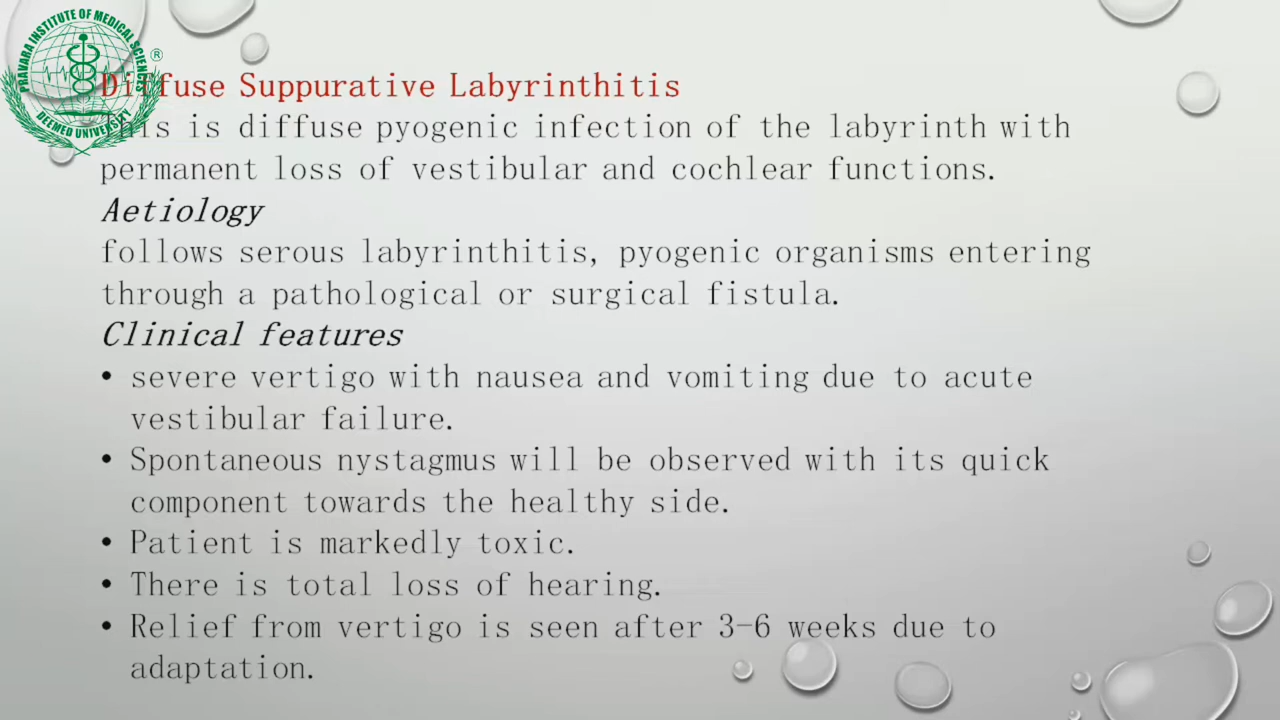 PRAVARA INSTITUTE OF MEDICAL SCIENCES
DEEMED UNIVERSITY
®
Diffuse Suppurative Labyrinthitis
This is diffuse pyogenic infection of the labyrinth with
permanent loss of vestibular and cochlear functions.
Aetiology
follows serous labyrinthitis, pyogenic organisms entering
through a pathological or surgical fistula.
Clinical features
• severe vertigo with nausea and vomiting due to acute
vestibular failure.
• Spontaneous nystagmus will be observed with its quick
component towards the healthy side.
• Patient is markedly toxic.
• There is total loss of hearing.
• Relief from vertigo is seen after 3-6 weeks due to
adaptation.